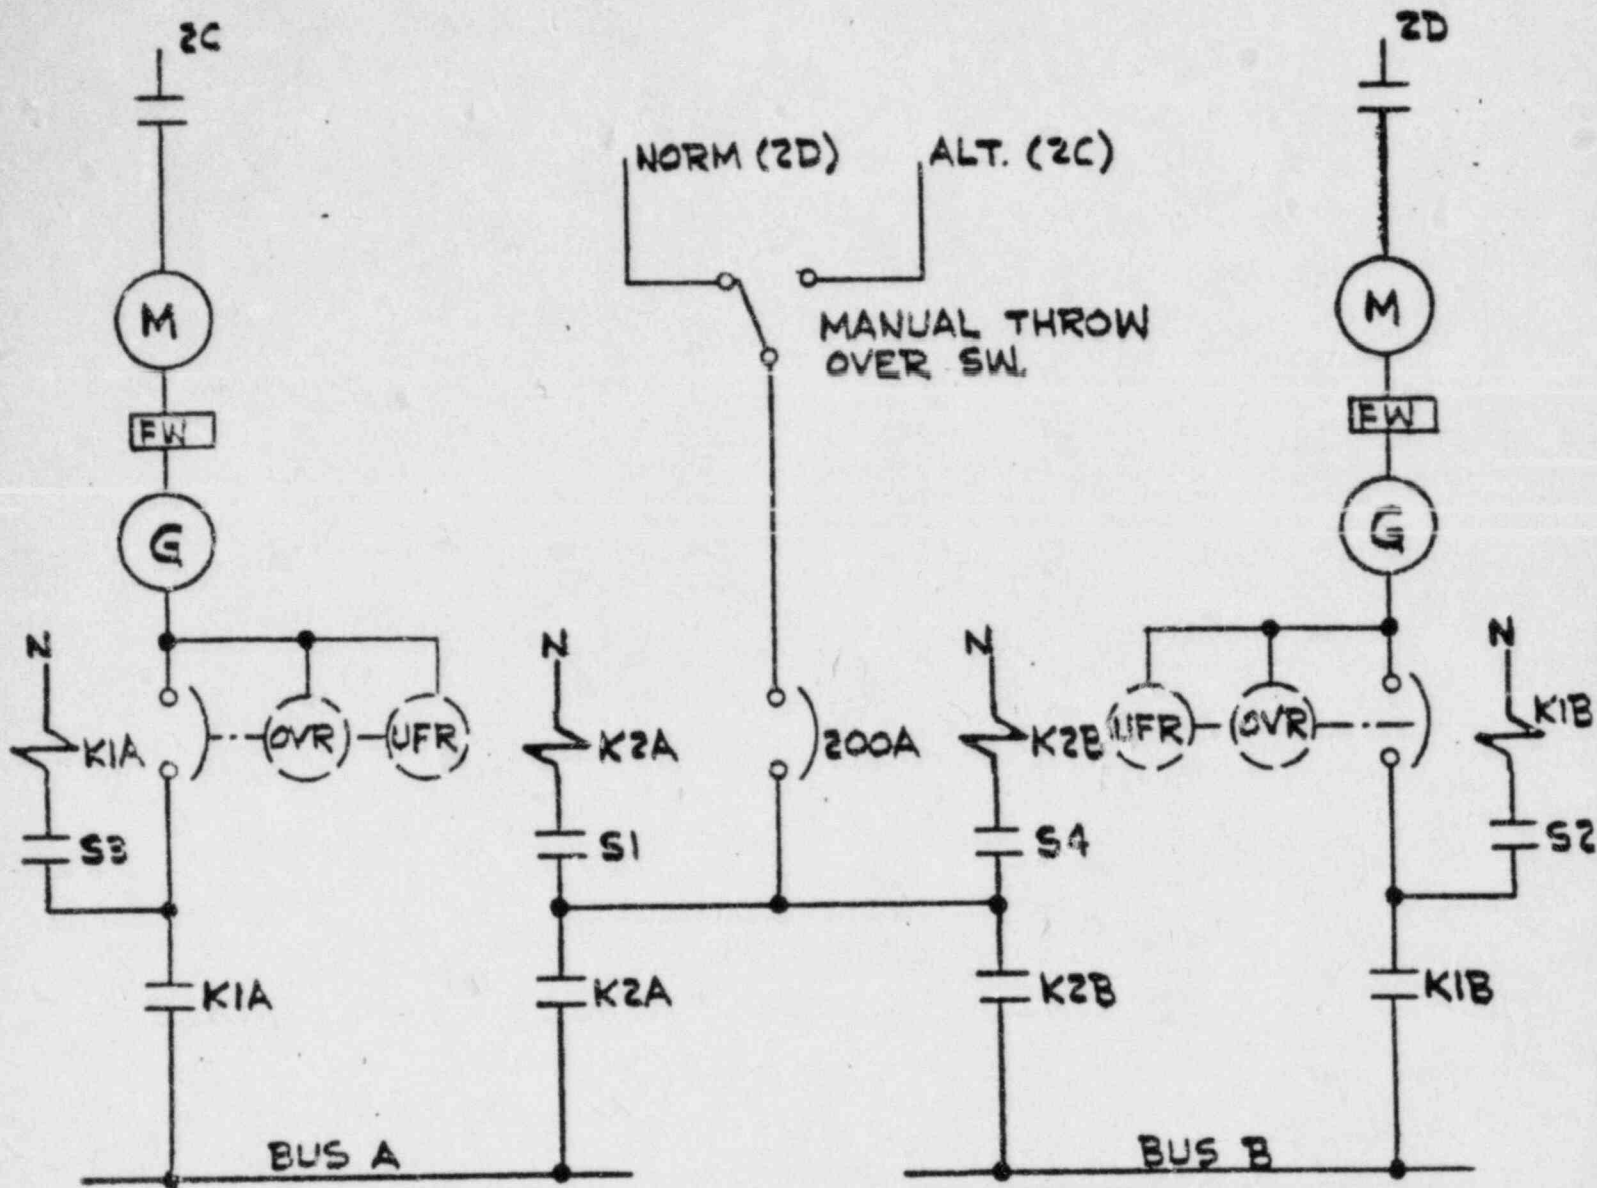 2C
2D
NORM (2D)
ALT. (2C)
MANUAL THROW
OVER SW.
M
M
FW
FW
G
G
N
N
N
N
K1A
OVR
UFR
K2A
200A
K2B
UFR
OVR
K1B
S3
S1
S4
S2
K1A
K2A
K2B
K1B
BUS A
BUS B